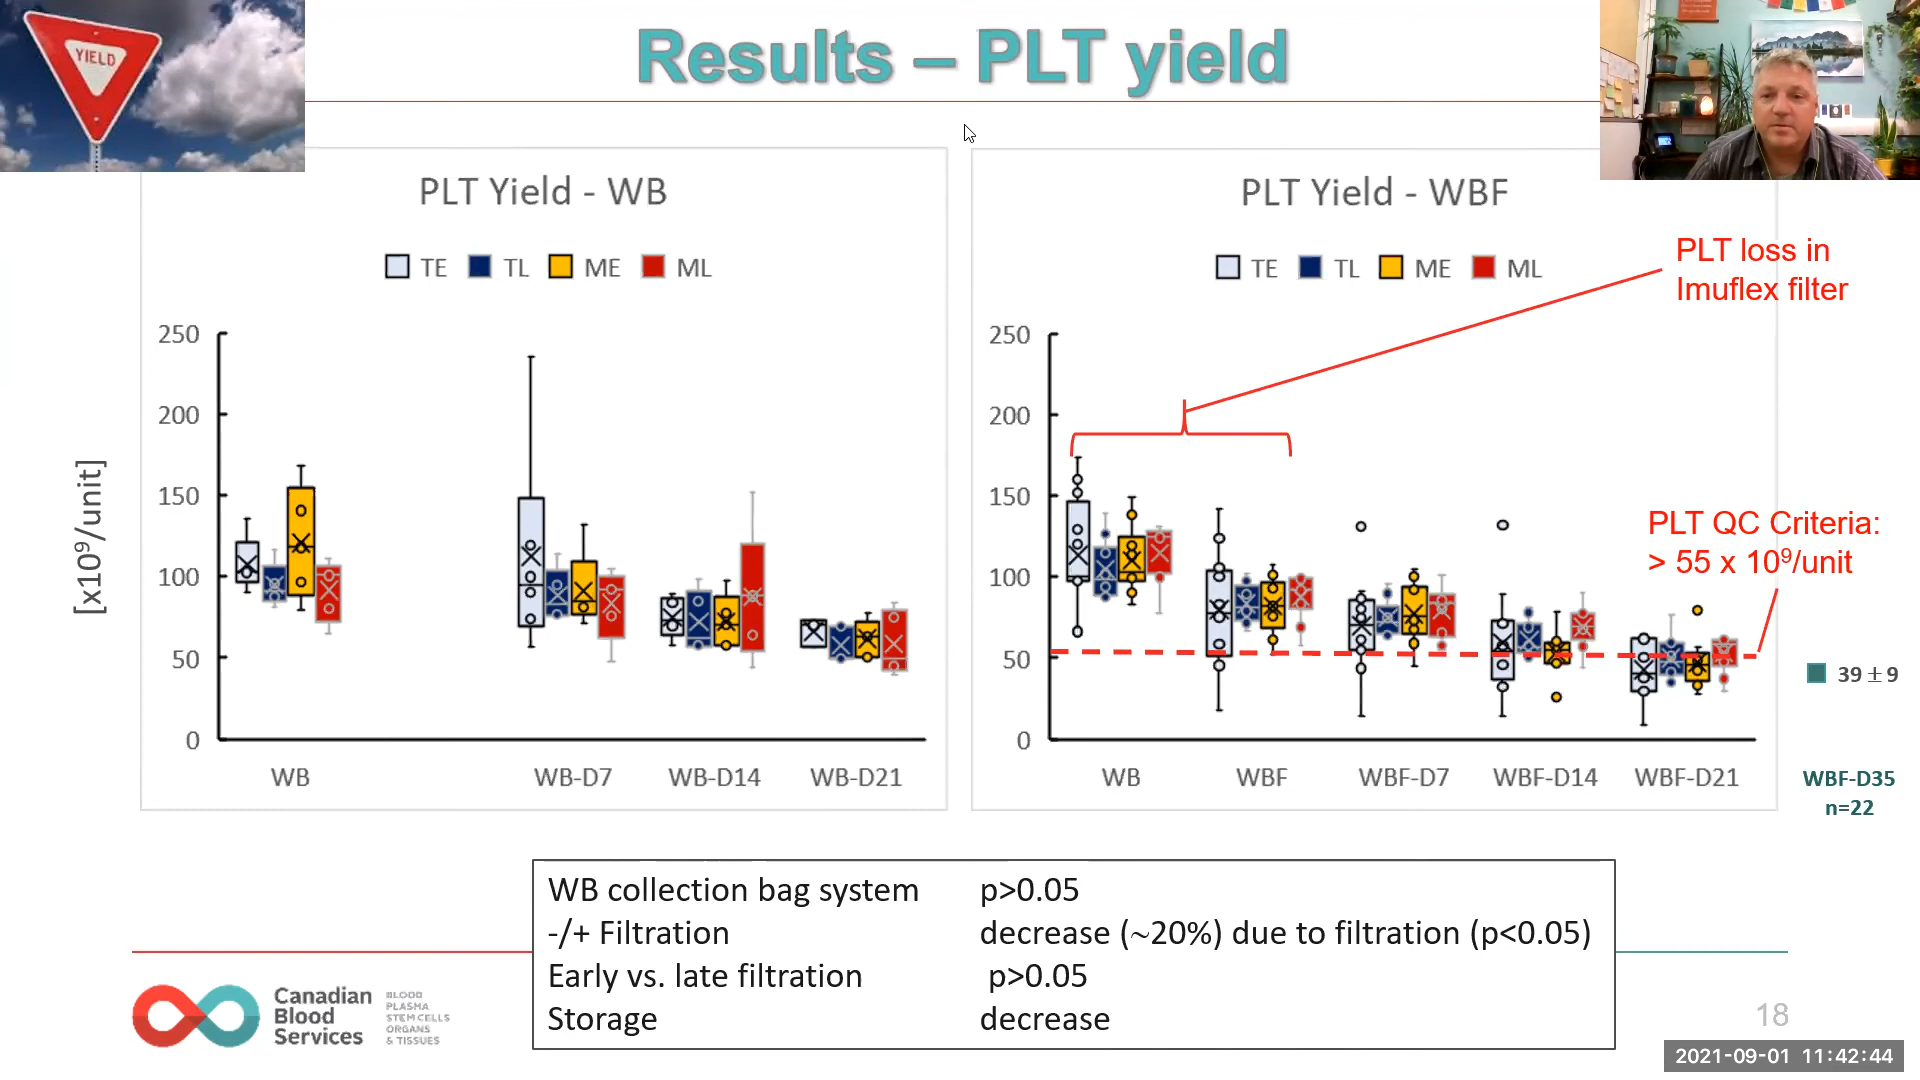 YIELD
Results – PLT yield
PLT Yield - WB
TE TL ME ML
250
200
150
100
50
0
[x10⁹/unit]
WB WB-D7 WB-D14 WB-D21
PLT Yield - WBF
TE TL ME ML
250
200
150
100
50
0
WB WBF WBF-D7 WBF-D14 WBF-D21
PLT loss in
Imuflex filter
PLT QC Criteria:
> 55 x 10⁹/unit
39 ± 9
WBF-D35
n=22
WB collection bag system p>0.05
-/+ Filtration decrease (~20%) due to filtration (p<0.05)
Early vs. late filtration p>0.05
Storage decrease
Canadian
Blood
Services
BLOOD
PLASMA
STEM CELLS
ORGANS
& TISSUES
18
2021-09-01 11:42:44